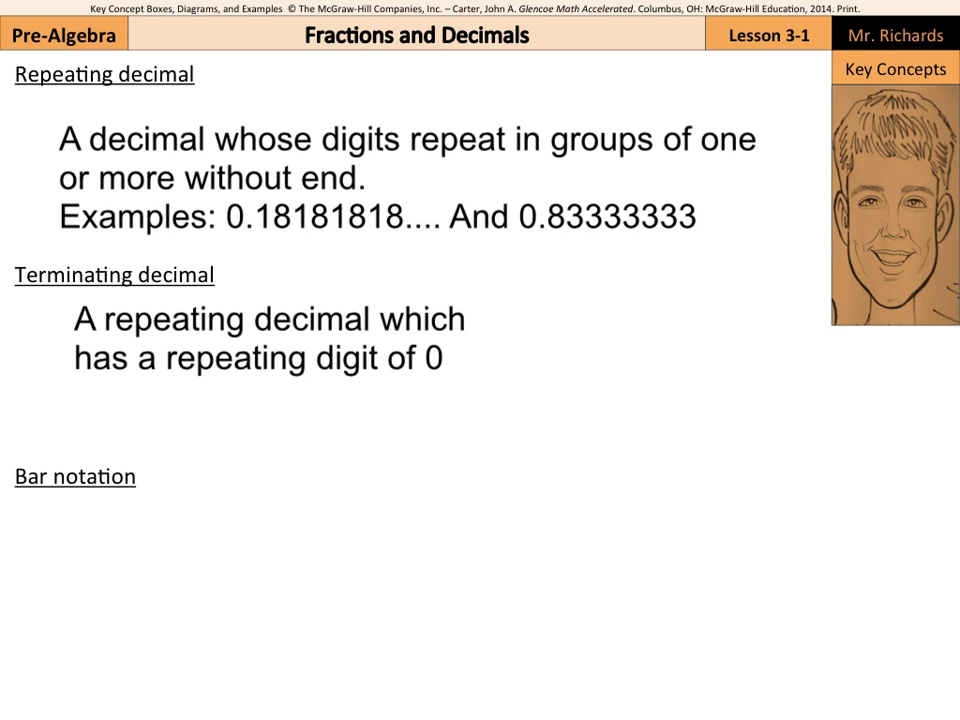 Key Concept Boxes, Diagrams, and Examples © The McGraw-Hill Companies, Inc. – Carter, John A. Glencoe Math Accelerated. Columbus, OH: McGraw-Hill Education, 2014. Print.
Pre-Algebra
Fractions and Decimals
Lesson 3-1
Mr. Richards
Key Concepts
Repeating decimal
A decimal whose digits repeat in groups of one
or more without end.
Examples: 0.18181818.... And 0.83333333
Terminating decimal
A repeating decimal which
has a repeating digit of 0
Bar notation